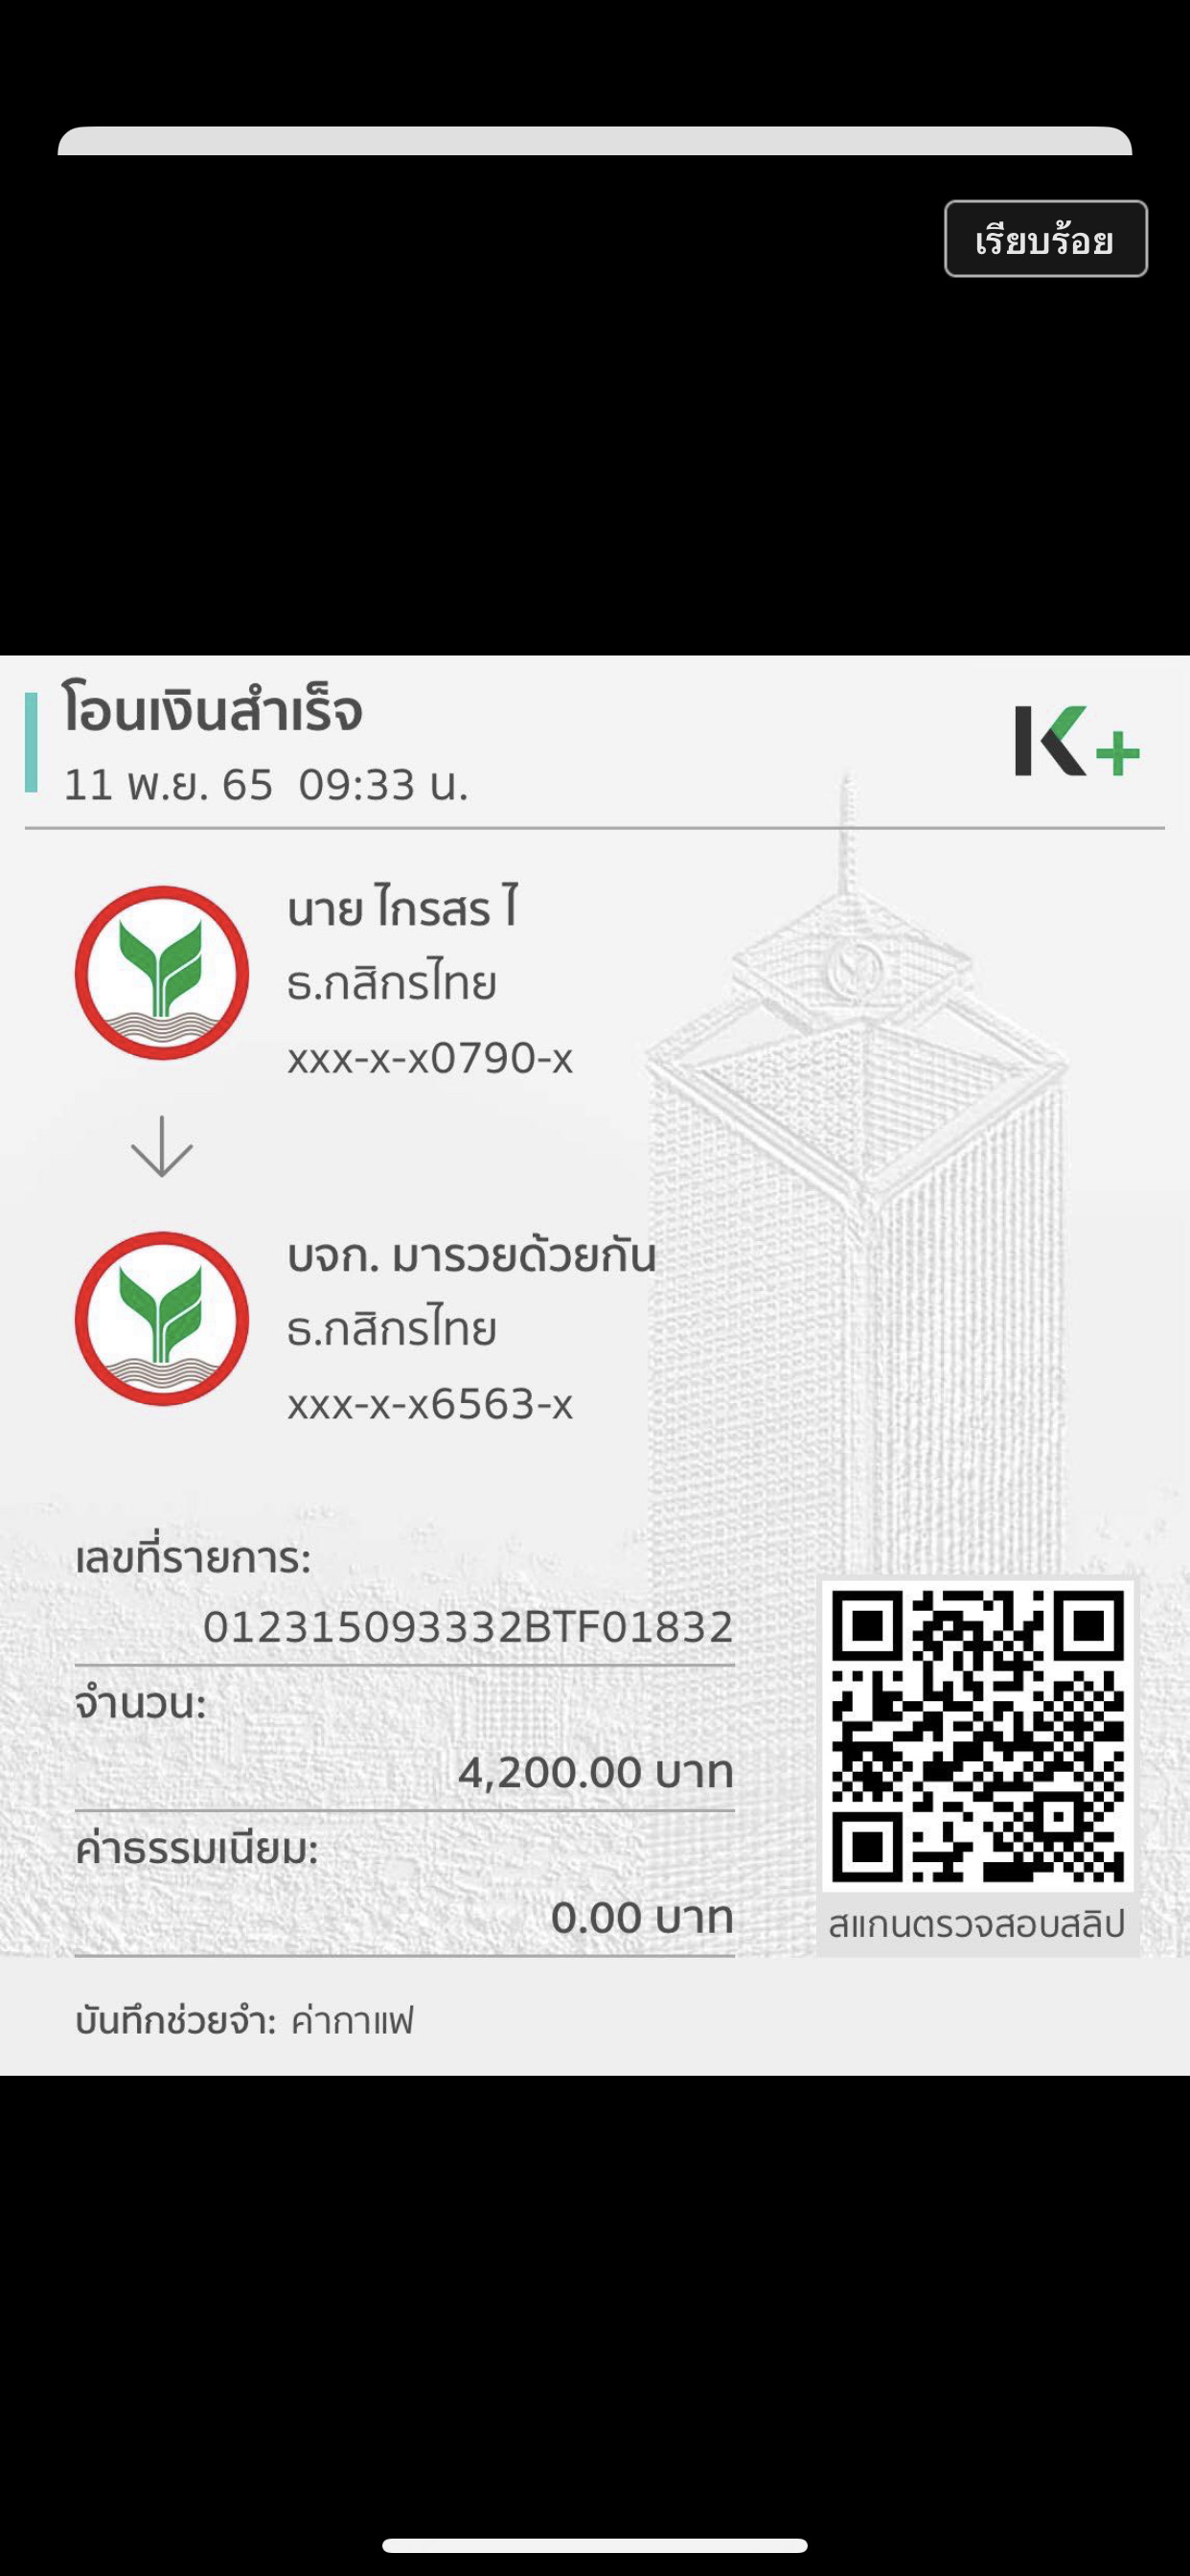 เรียบร้อย
โอนเงินสำเร็จ
11 พ.ย. 65 09:33 น.
K+
นาย ไกรสร ไ
ธ.กสิกรไทย
xxx-x-x0790-x
บจก. มารวยด้วยกัน
ธ.กสิกรไทย
xxx-x-x6563-x
เลขที่รายการ:
012315093332BTF01832
จำนวน:
4,200.00 บาท
ค่าธรรมเนียม:
0.00 บาท
สแกนตรวจสอบสลิป
บันทึกช่วยจำ: ค่ากาแฟ